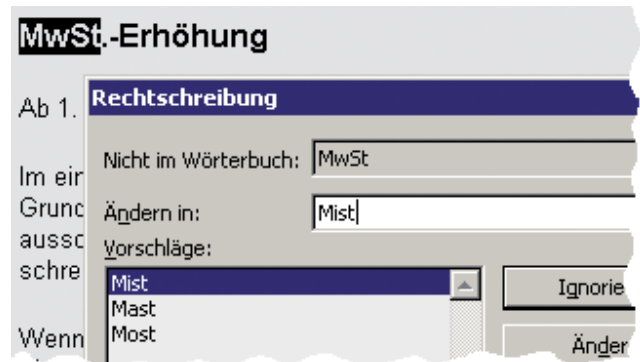 MwSt.-Erhöhung
Ab 1.
Rechtschreibung
Nicht im Wörterbuch: MwSt
Im ein
Grund
Ändern in: Mist
aussc
Vorschläge:
schre
Mist
Ignorie
Mast
Most
Wenn
Änder